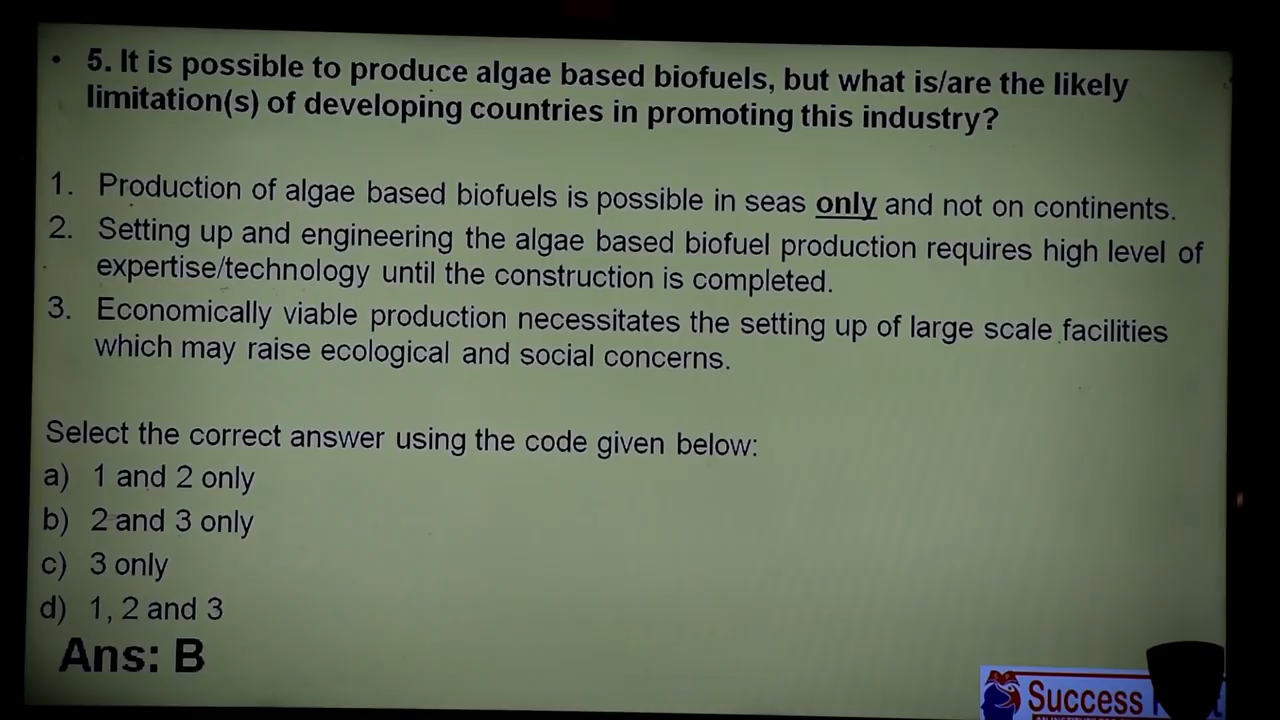 • 5. It is possible to produce algae based biofuels, but what is/are the likely
limitation(s) of developing countries in promoting this industry?
1. Production of algae based biofuels is possible in seas only and not on continents.
2. Setting up and engineering the algae based biofuel production requires high level of
expertise/technology until the construction is completed.
3. Economically viable production necessitates the setting up of large scale facilities
which may raise ecological and social concerns.
Select the correct answer using the code given below:
a) 1 and 2 only
b) 2 and 3 only
c) 3 only
d) 1, 2 and 3
Ans: B
Success